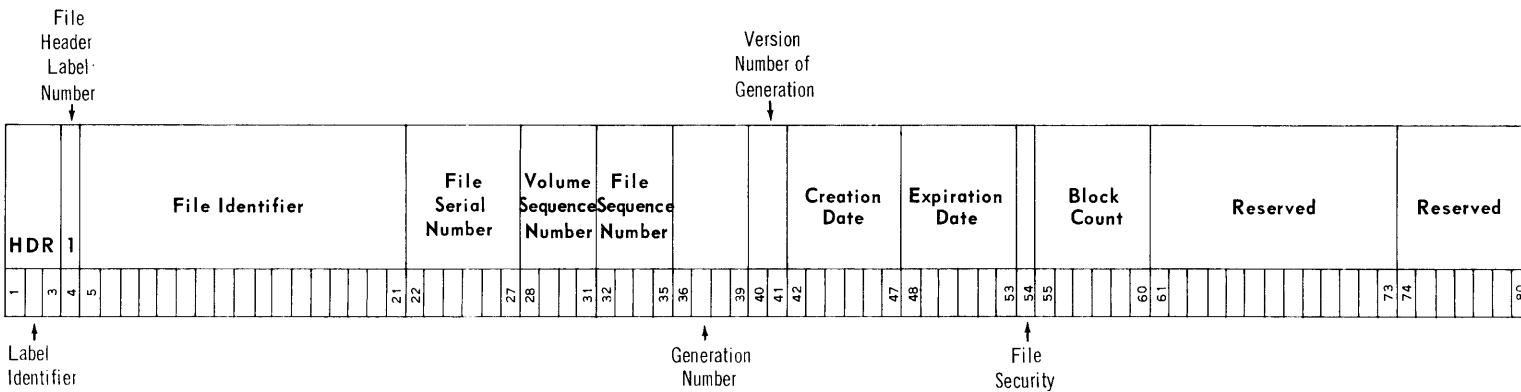 File
Header
Label
Number
Version
Number of
Generation
HDR
1
File Identifier
File
Serial
Number
Volume
Sequence
Number
File
Sequence
Number
Creation
Date
Expiration
Date
Block
Count
Reserved
Reserved
1 3 4 5 21 22 27 28 31 32 35 36 39 40 41 42 47 48 53 54 55 60 61 73 74 80
Label
Identifier
Generation
Number
File
Security